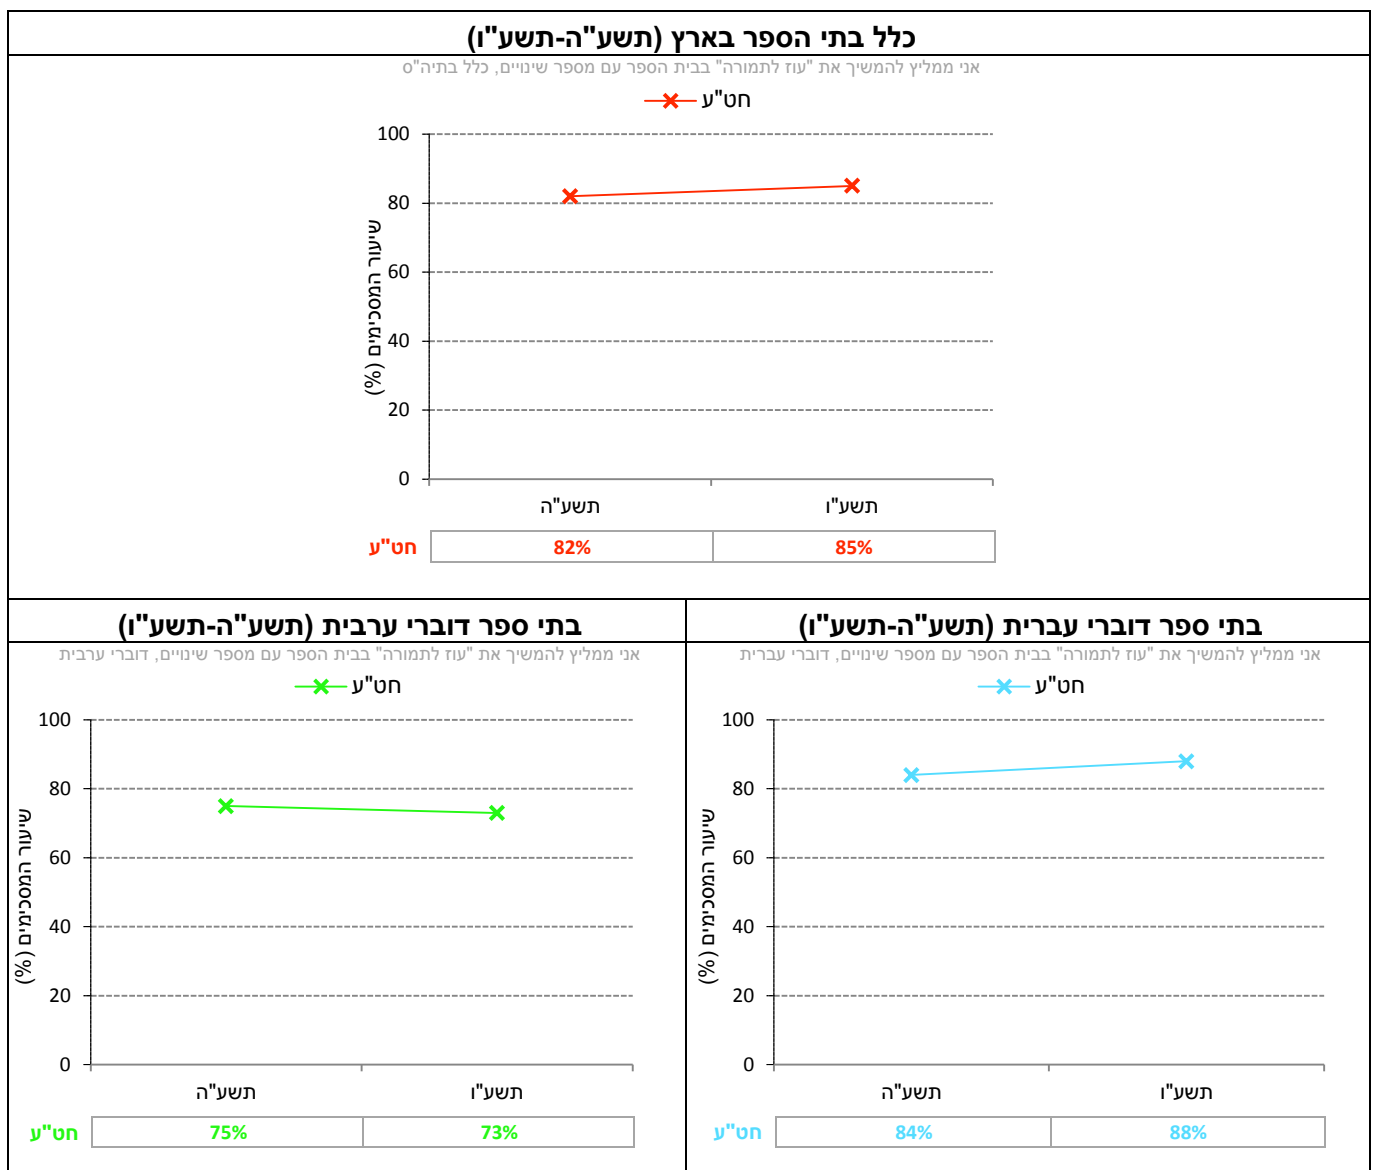 כלל בתי הספר בארץ (תשע"ה-תשע"ו)
אני ממליץ להמשיך את "עוז לתמורה" בבית הספר עם מספר שינויים, כלל בתיה"ס
חט"ע
שיעור המסכימים (%)
100
80
60
40
20
0
תשע"ה תשע"ו
חט"ע 82% 85%
בתי ספר דוברי עברית (תשע"ה-תשע"ו)
אני ממליץ להמשיך את "עוז לתמורה" בבית הספר עם מספר שינויים, דוברי עברית
חט"ע
שיעור המסכימים (%)
100
80
60
40
20
0
תשע"ה תשע"ו
חט"ע 84% 88%
בתי ספר דוברי ערבית (תשע"ה-תשע"ו)
אני ממליץ להמשיך את "עוז לתמורה" בבית הספר עם מספר שינויים, דוברי ערבית
חט"ע
שיעור המסכימים (%)
100
80
60
40
20
0
תשע"ה תשע"ו
חט"ע 75% 73%